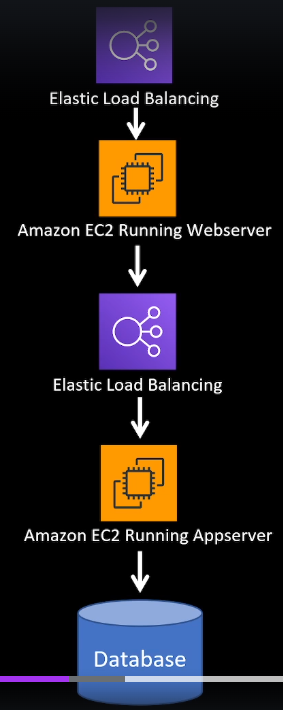 Elastic Load Balancing
Amazon EC2 Running Webserver
Elastic Load Balancing
Amazon EC2 Running Appserver
Database